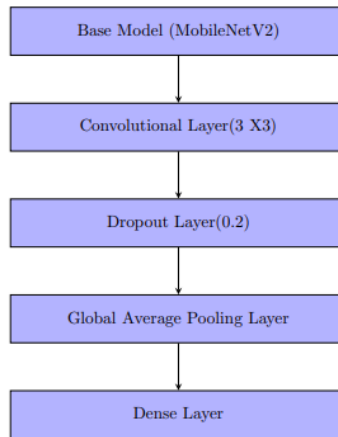 Base Model (MobileNetV2)
Convolutional Layer(3 X3)
Dropout Layer(0.2)
Global Average Pooling Layer
Dense Layer